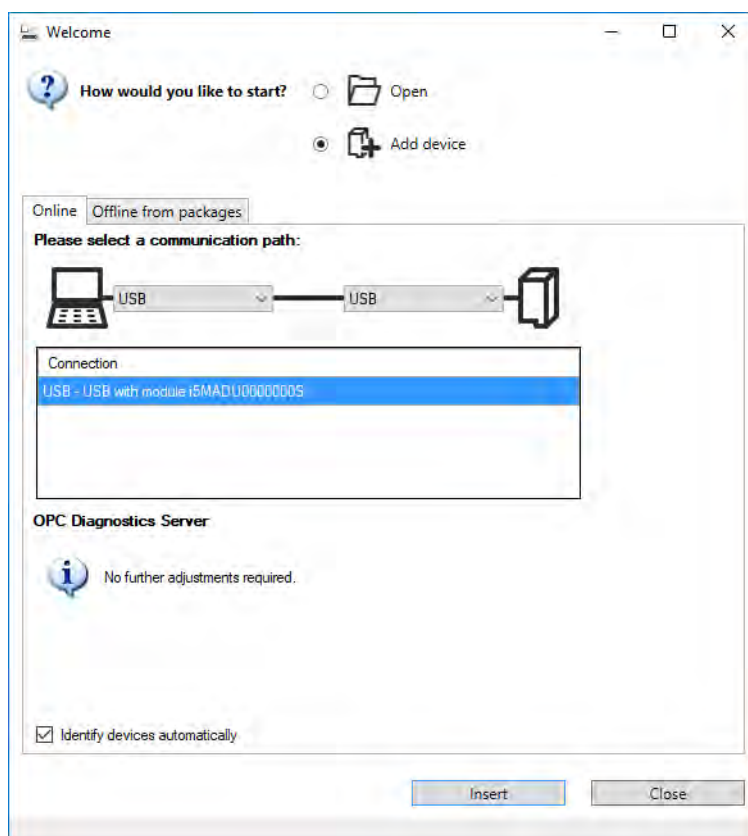 Welcome
How would you like to start?
Open
Add device
Online
Offline from packages
Please select a communication path:
USB
USB
Connection
USB - USB with module i5MADU0000000S
OPC Diagnostics Server
No further adjustments required.
Identify devices automatically
Insert
Close